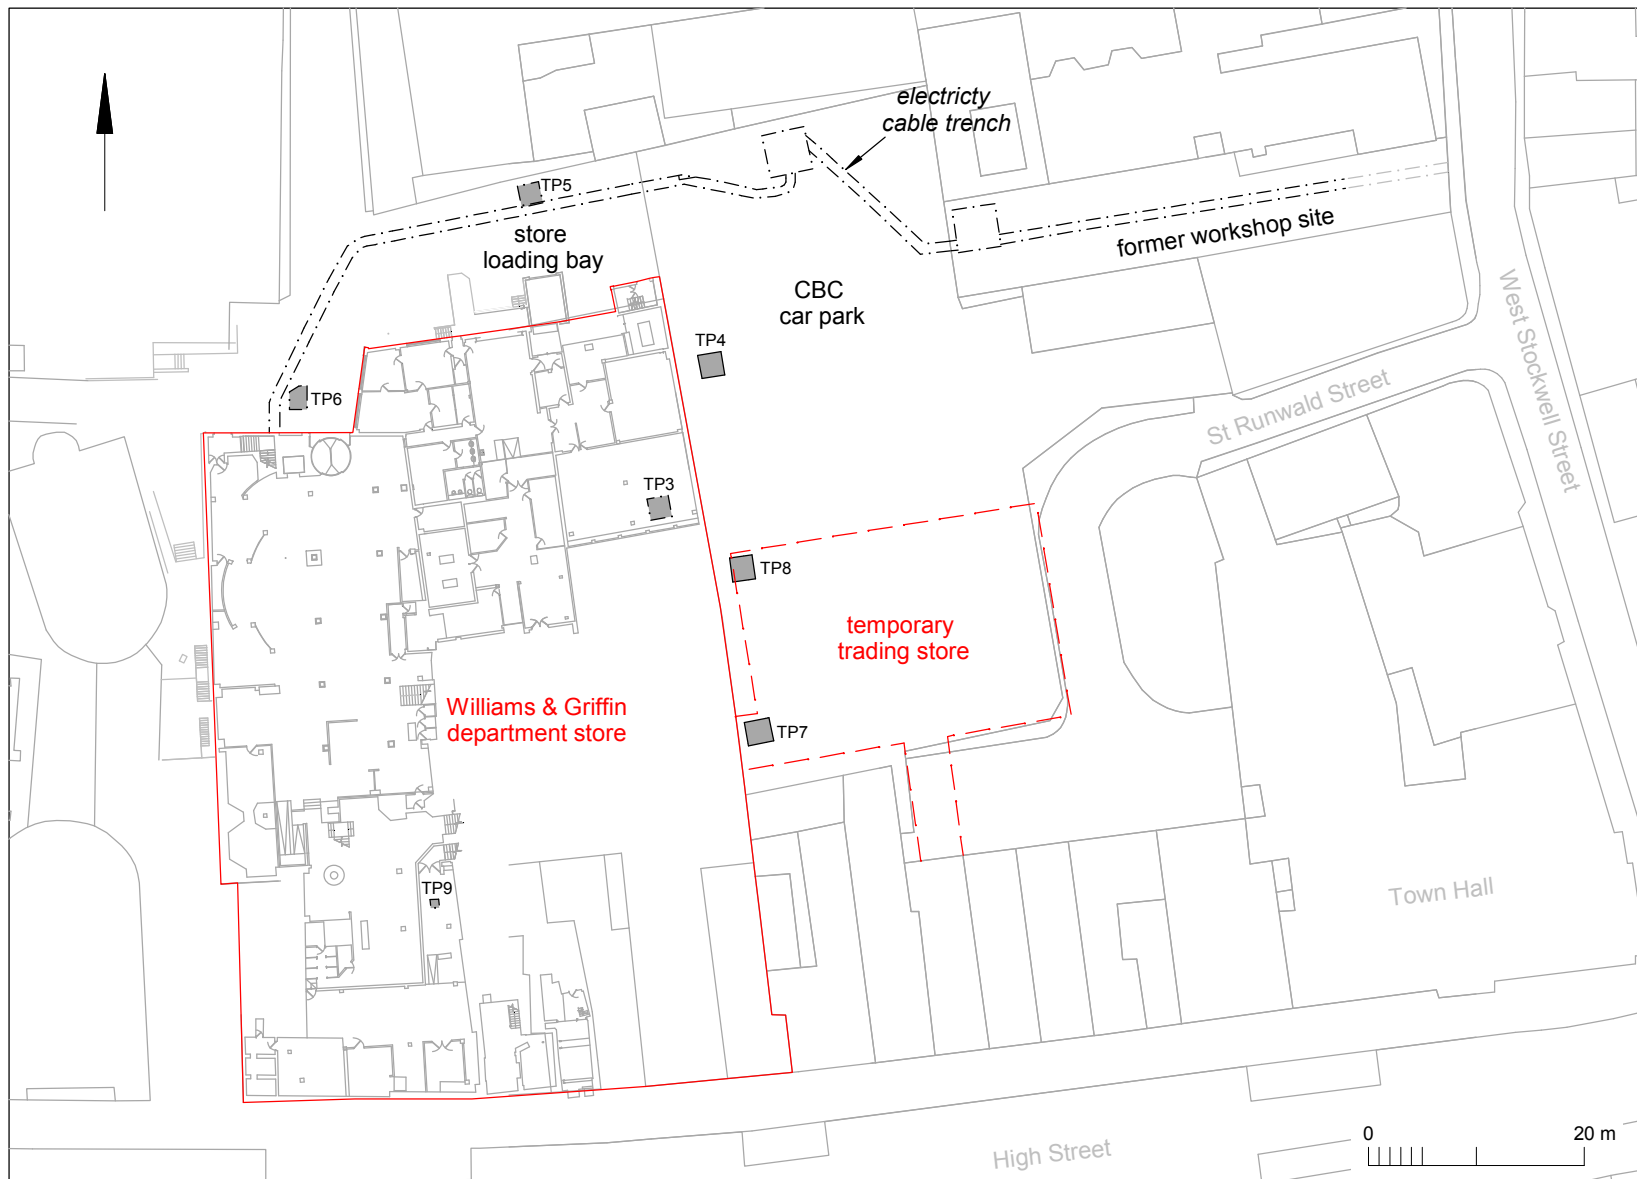 electricty
cable trench
TP5
store
loading bay
former workshop site
CBC
car park
West Stockwell Street
TP4
TP6
St Runwald Street
TP3
TP8
temporary
trading store
Williams & Griffin
department store
TP7
TP9
Town Hall
High Street
0 20 m